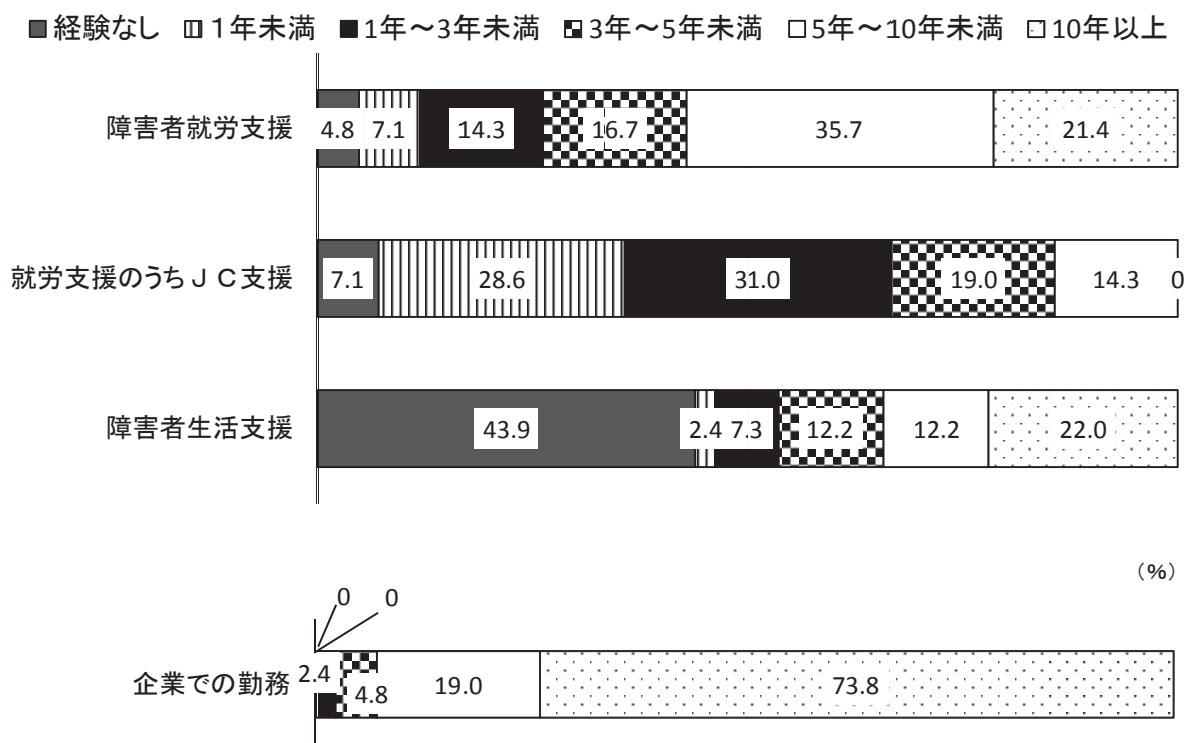 ■経験なし ▥1年未満 ■1年～3年未満 ▩3年～5年未満 □5年～10年未満 □10年以上
障害者就労支援 4.8 7.1 14.3 16.7 35.7 21.4
就労支援のうちＪＣ支援 7.1 28.6 31.0 19.0 14.3 0
障害者生活支援 43.9 2.4 7.3 12.2 12.2 22.0
（%）
0 0
企業での勤務 2.4 4.8 19.0 73.8